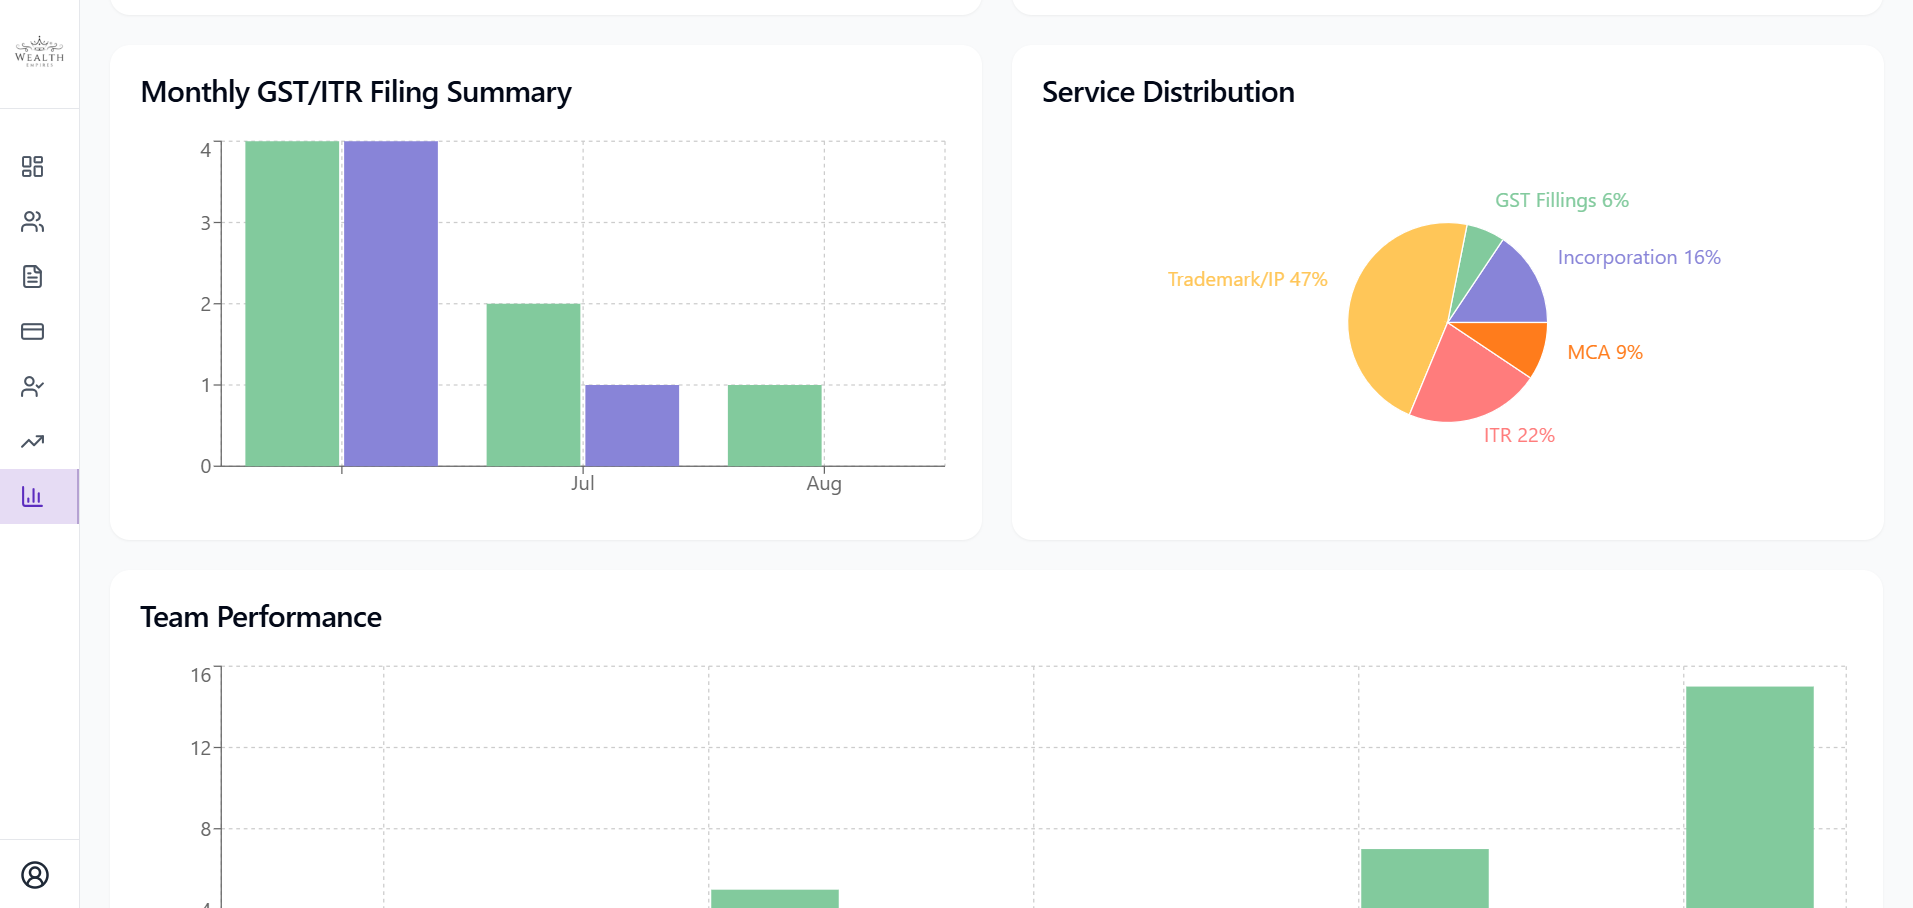 WEALTH
EMPIRES
Monthly GST/ITR Filing Summary
4
3
2
1
0
Jul
Aug
Service Distribution
GST Fillings 6%
Incorporation 16%
Trademark/IP 47%
MCA 9%
ITR 22%
Team Performance
16
12
8
4